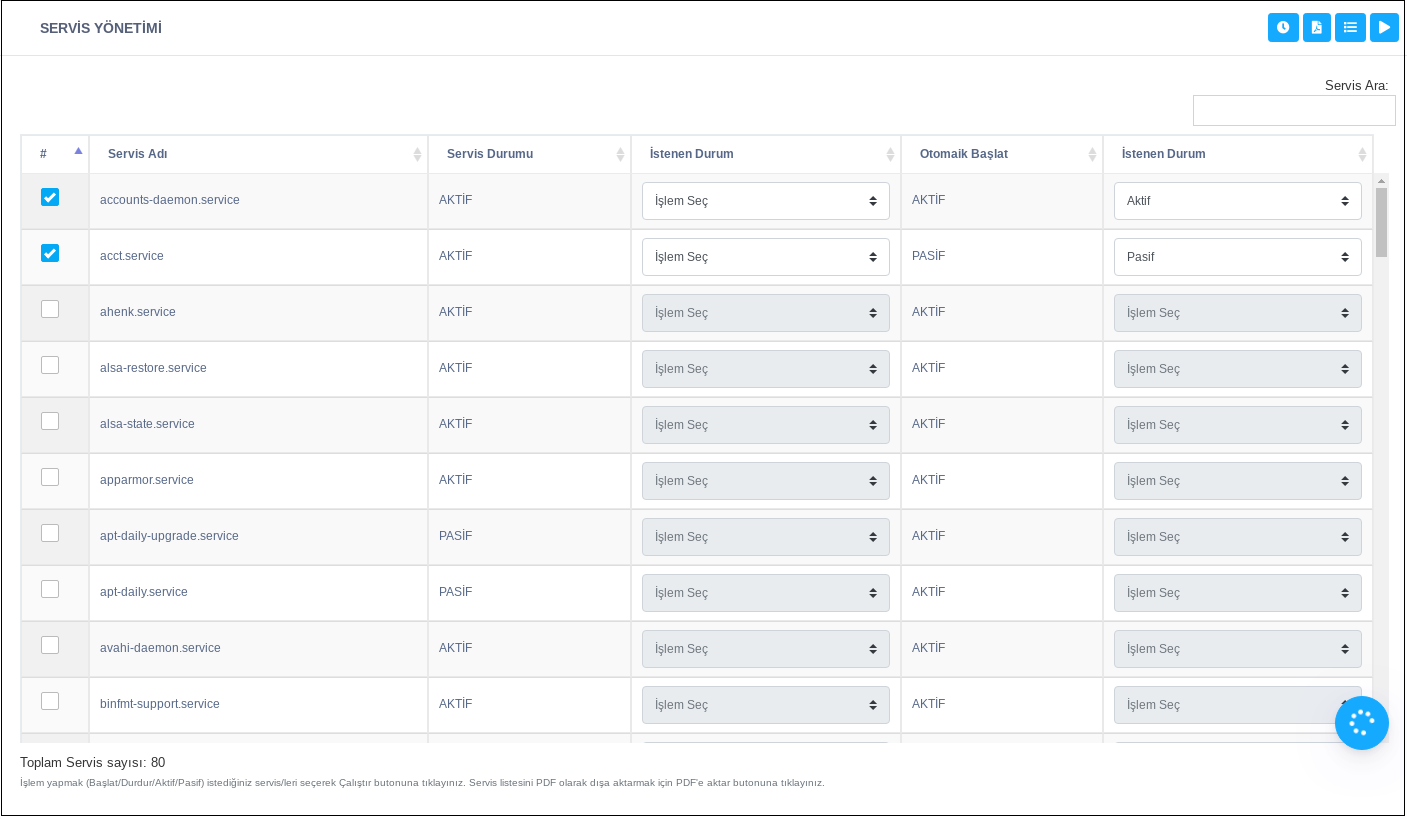 SERVİS YÖNETİMİ
Servis Ara:
# Servis Adı Servis Durumu İstenen Durum Otomaik Başlat İstenen Durum
accounts-daemon.service AKTİF İşlem Seç AKTİF Aktif
acct.service AKTİF İşlem Seç PASİF Pasif
ahenk.service AKTİF İşlem Seç AKTİF İşlem Seç
alsa-restore.service AKTİF İşlem Seç AKTİF İşlem Seç
alsa-state.service AKTİF İşlem Seç AKTİF İşlem Seç
apparmor.service AKTİF İşlem Seç AKTİF İşlem Seç
apt-daily-upgrade.service PASİF İşlem Seç AKTİF İşlem Seç
apt-daily.service PASİF İşlem Seç AKTİF İşlem Seç
avahi-daemon.service AKTİF İşlem Seç AKTİF İşlem Seç
binfmt-support.service AKTİF İşlem Seç AKTİF İşlem Seç
Toplam Servis sayısı: 80
İşlem yapmak (Başlat/Durdur/Aktif/Pasif) istediğiniz servis/leri seçerek Çalıştır butonuna tıklayınız. Servis listesini PDF olarak dışa aktarmak için PDF'e aktar butonuna tıklayınız.